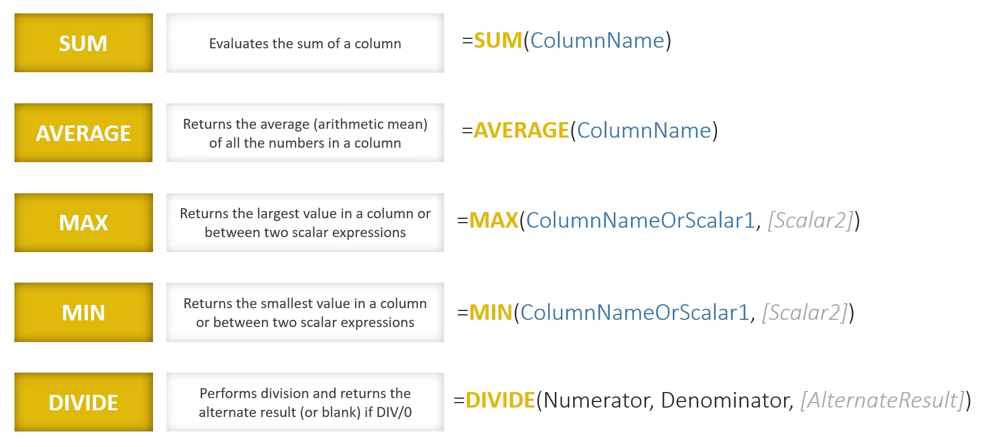 SUM
Evaluates the sum of a column
=SUM(ColumnName)
AVERAGE
Returns the average (arithmetic mean)
of all the numbers in a column
=AVERAGE(ColumnName)
MAX
Returns the largest value in a column or
between two scalar expressions
=MAX(ColumnNameOrScalar1, [Scalar2])
MIN
Returns the smallest value in a column
or between two scalar expressions
=MIN(ColumnNameOrScalar1, [Scalar2])
DIVIDE
Performs division and returns the
alternate result (or blank) if DIV/0
=DIVIDE(Numerator, Denominator, [AlternateResult])